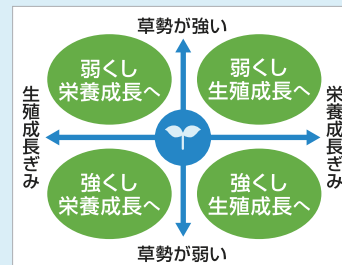 草勢が強い
弱くし
栄養成長へ
弱くし
生殖成長へ
生殖成長ぎみ
栄養成長ぎみ
強くし
栄養成長へ
強くし
生殖成長へ
草勢が弱い